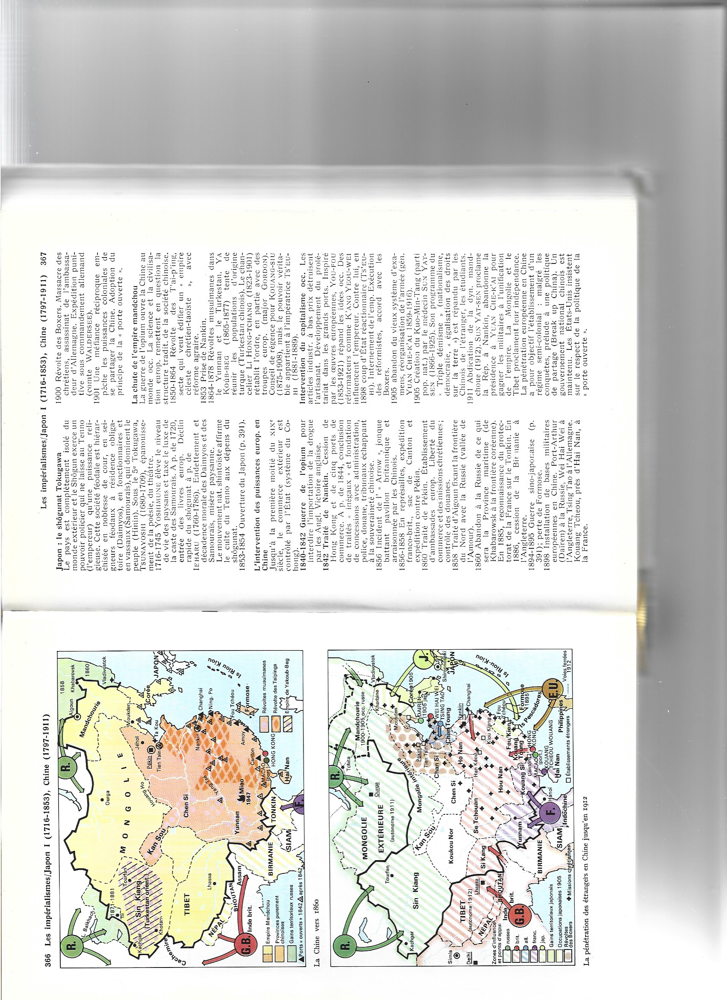 366 Les impérialismes/Japon I (1716-1853), Chine (1797-1911)
R.
R.
G.B.
F.
L. Balkhach
1871-1881
Ili
Kachgar
Khotan
Tourfan
Sin Kiang
(Turkestan orient.)
Cachemire
TIBET
Lhassa
NÉPAL
BHOUTAN
Assam
Inde brit.
BIRMANIE
SIAM
TONKIN
MONGOLIE
Ourga
Kan Sou
Houang Ho
Chen Si
Yang Tsé
Yunnan
Miao
1847
Mandchourie
Aigoun
1858
Khabarovsk
1860
Vladivostok
Moukden
Jéhol
Pékin
Tien Tsin
Ta Kou
Corée
JAPON
Is Riou Kiou
Nankin
Changhai
Ning. Po
Fou Tchéou
Amoy
Formose
Canton
MACAO
(port.)
HONG KONG
Hai Nan
Empire Mandchou
Provinces purement
chinoises
Gains territoriaux russes
▲Ports « ouverts » 1842 △ après 1842
Révoltes musulmanes
Révolte des Taïpings
Empire de Yakoub-Beg
La Chine vers 1860
R.
R.
G.B.
F.
J.
E.U.
Kachgar
Sin Kiang
Tourfan
MONGOLIE
EXTÉRIEURE
(autonome 1911)
Ourga
Tchita
Mandchourie
1900-1905 occ. russe
Kharbine
Vladivostok
Moukden
Mongolie intérieure
Kan Sou
Koukou Nor
Chen Si
Chan Si
Pékin
Tien Tsin
DAIREN
(1905 jap.)
Corée 1905
WEI HAI WEI
TSING TAO
Chan Toung
Shimonoseki
JAPON
Is Riou-Kiou
Ho Nan
Nankin
Changhai
Han Kéou
Kiou Kiang
Se Tchouan
Hou Nan
Si Kang
Yunnam
Kouang Si
Kouang
Toung
Fou Kien
Fou
Tchéou
Formose
1895
Is Pescadores
Canton
HONG
KONG
MACAO
(port.)
KOUANG
TCHEOU WOUANG
Hai Nan
Philippines
Hanoi
Indochine
SIAM
BIRMANIE
TIBET
(autonome 1912)
Lhassa
NÉPAL
BHOUTAN
Inde brit.
Simla
Delhi
Zones d'influence
et points d'appui
russes
brit.
all.
franc.
jap.
Gains territoriaux japonais
Occupations japonaises 1905
Révoltes
des Boxers
Missions chrétiennes
Établissements étrangers
Voies ferrées
1912
La pénétration des étrangers en Chine jusqu'en 1912
Les impérialismes/Japon I (1716-1853), Chine (1797-1911) 367
Japon : le shôgunat Tokugawa
Le pays est complètement isolé du
monde extérieur et le Shôgun exerce un
pouvoir policier qui ne laisse au Tenno
(l'empereur) qu'une puissance reli-
gieuse. Cette société féodale est hiérar-
chisée en noblesse de cour, en sei-
gneurs féodaux à résidence obliga-
toire (Daimyos), en fonctionnaires et
en vassaux (Samouraïs), qui dominent le
peuple (Hinin). Sous le 5e Tokugawa,
TSUNAYOSHI (1680-1709), épanouisse-
ment de la poésie, du théâtre.
1716-1745 YOSHIMUNE élève le niveau
de vie des paysans et taxe le luxe de
la caste des Samouraïs. A p. de 1720,
entrée des livres europ. Déclin
rapide du shôgunat à p. de
IEHARU (1760-1786). Endettement et
décadence morale des Daimyos et des
Samouraïs, misère paysanne.
Le mouvement nat. shintoïste affirme
le culte du Tenno aux dépens du
shôgunat.
1853-1854 Ouverture du Japon (p. 391).
L'intervention des puissances europ. en
Chine
Jusqu'à la première moitié du XIXe
siècle, le commerce extérieur est
contrôlé par l'État (système du Co-
hong).
1840-1842 Guerre de l'opium pour
interdire l'importation de la drogue
par les Angl. Victoire anglaise.
1842 Traité de Nankin. Cession de
Hong Kong et de cinq ports de
commerce. A p. de 1844, conclusion
de traités « inégaux » et fondation
de concessions avec administration,
police, douane, tribunaux échappant
à la souveraineté chinoise.
1856 Incident de l'« Arrow », jonque
battant pavillon britannique et
arraisonnée par les Chinois.
1856-1858 En représailles, expédition
franco-brit., sac de Canton et
expédition contre Pékin.
1860 Traité de Pékin. Établissement
d'ambassades europ. Liberté du
commerce et des missions chrétiennes ;
contrôle des douanes.
1858 Traité d'Aigoun fixant la frontière
du Nord avec la Russie (vallée de
l'Amour).
1860 Abandon à la Russie de ce qui
sera la Province maritime (de
Khabarowsk à la frontière coréenne).
En 1885, reconnaissance du protec-
torat de la France sur le Tonkin. En
1886, cession de la Birmanie à
l'Angleterre.
1894-1895 Guerre sino-japonaise (p.
391) ; perte de Formose.
1898 Installation de bases militaires
européennes en Chine. Port-Arthur
(Daïren) à la Russie, Wei Hai Wei à
l'Angleterre, Tsing Tao à l'Allemagne.
Kouang Tcheou, près d'Hai Nan, à
la France.
1900 Révolte des Boxers. Massacre des
chrétiens, assassinat de l'ambassa-
deur d'Allemagne. Expédition puni-
tive sous commandement allemand
(comte WALDERSEE).
1901 Une méfiance réciproque em-
pêche les puissances coloniales de
se partager la Chine. Adoption du
principe de la « porte ouverte ».
La chute de l'empire mandchou
La guerre de l'opium ouvre la Chine au
monde occ. La science et la civilisa-
tion europ. remettent en question la
structure tradit. de la société chinoise.
1850-1864 Révolte des T'ai-p'ing,
secte qui veut édifier un « empire
céleste chrétien-taoïste », avec
réforme agraire.
1853 Prise de Nankin.
1864-1878 Révoltes musulmanes dans
le Yunnan et le Turkestan. YA
KOÛB-BEG (1865-1877) tente de
réunir les populations d'origine
turque (Turkestan chinois). Le chan-
celier LI HONG-TCHANG (1823-1901)
rétablit l'ordre, en partie avec des
troupes europ. (major GORDON).
Conseil de régence pour KOUANG-SIU
(1875-1908), mais le pouvoir vérita-
ble appartient à l'impératrice TS'EU-
HI (1881-1889).
Intervention du capitalisme occ. Les
articles industr. à bas prix détruisent
l'artisanat. Développement du prolé-
tariat dans les grands ports. Inspiré
par les œuvres européennes, YOU-FOU
(1853-1921) répand les idées occ. Des
réformateurs comme K'ANG YEOU-WEI
influencent l'empereur. Contre lui, en
1898 coup d'État réactionnaire (TS'EU-
HI). Internement de l'emp. Exécution
des réformistes, accord avec les
Boxers.
1905 abandon du vieux système d'exa-
mens, réorganisation de l'armée (gén.
YUAN CHE-K'AI 1859-1916).
1905 Création du Kuo-Min-Tang (parti
pop. nat.) par le médecin SUN YAT-
SEN (1866-1925). Son programme du
« Triple démisme » (nationalisme,
démocratie, « égalisation des droits
sur la terre ») est répandu par les
Chinois de l'étranger, les étudiants.
1911 Abdication de la dyn. mand-
choue (1912). SUN YAT-SEN proclame
la Rép. à Nankin, abandonne la
présidence à YUAN CHE-K'AI pour
gagner les militaires à l'unification
de l'empire. La Mongolie et le
Tibet proclament leur indépendance.
La pénétration européenne en Chine
a pour objectif l'établissement d'un
régime semi-colonial : malgré les
conquêtes, prélude à une politique
de partage (Break up China). Un
gouvernement national chinois est
maintenu. Les États-Unis insistent
sur le respect de la politique de la
« porte ouverte ».